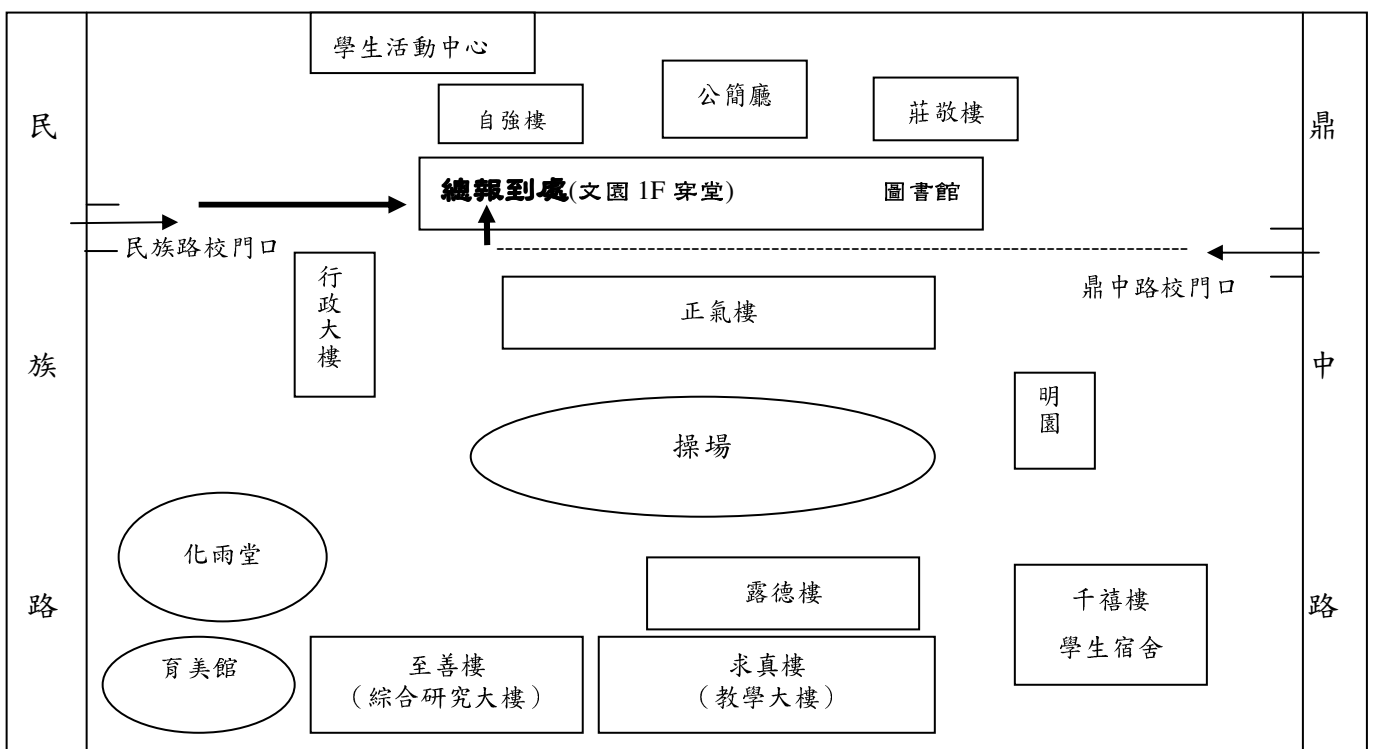 學生活動中心
公簡廳
自強樓
莊敬樓
總報到處(文園 1F 穿堂) 圖書館
民族路校門口
鼎中路校門口
行政大樓
正氣樓
明園
操場
化雨堂
露德樓
千禧樓
學生宿舍
育美館
至善樓
(綜合研究大樓)
求真樓
(教學大樓)
民族路
鼎中路